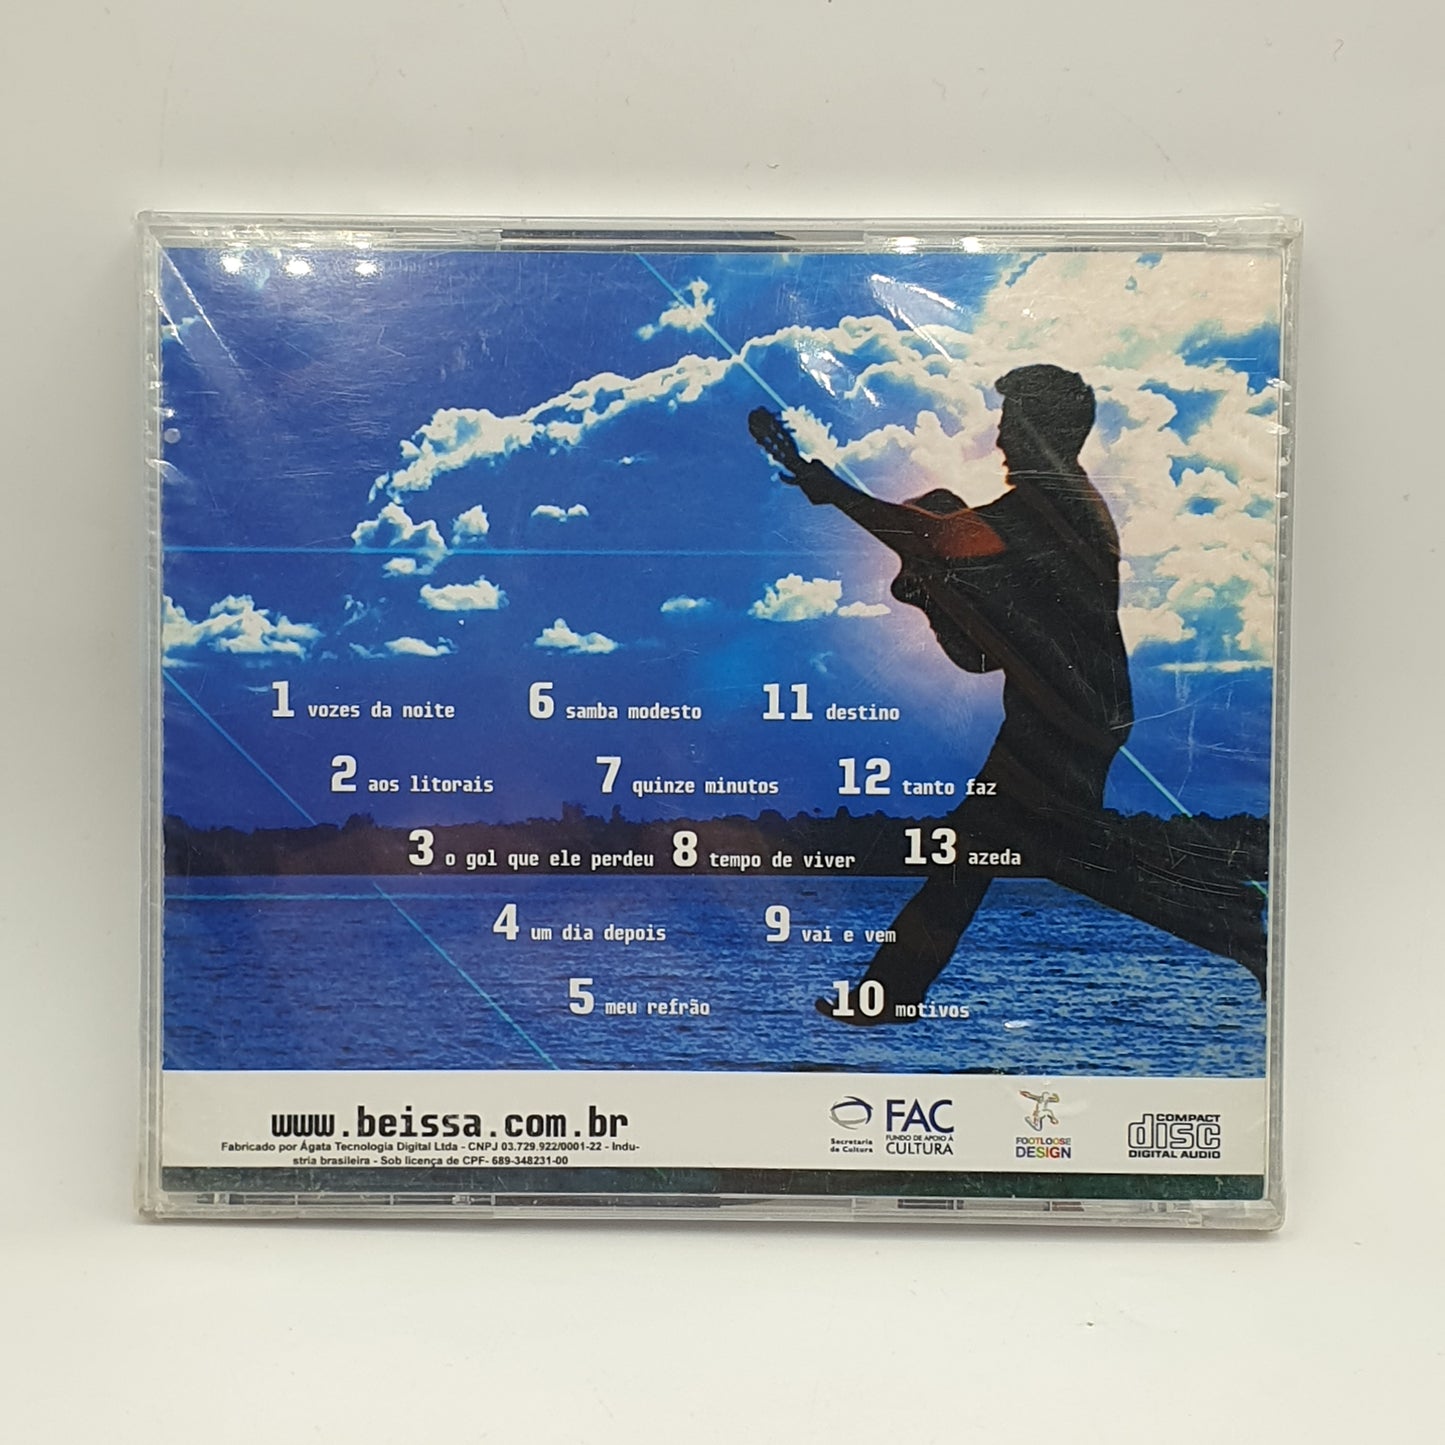 1 vozes da noite
2 aos litorais
3 o gol que ele perdeu
4 um dia depois
5 meu refrão
6 samba modesto
7 quinze minutos
8 tempo de viver
9 vai e vem
10 motivos
11 destino
12 tanto faz
13 azeda
www.beissa.com.br
Fabricado por Ágata Tecnologia Digital Ltda - CNPJ 03.729.922/0001-22 - Indu-
stria brasileira - Sob licença de CPF- 689-348231-00
Secretaria
de Cultura
FAC
FUNDO DE APOIO À
CULTURA
FOOTLOOSE
DESIGN
COMPACT
disc
DIGITAL AUDIO